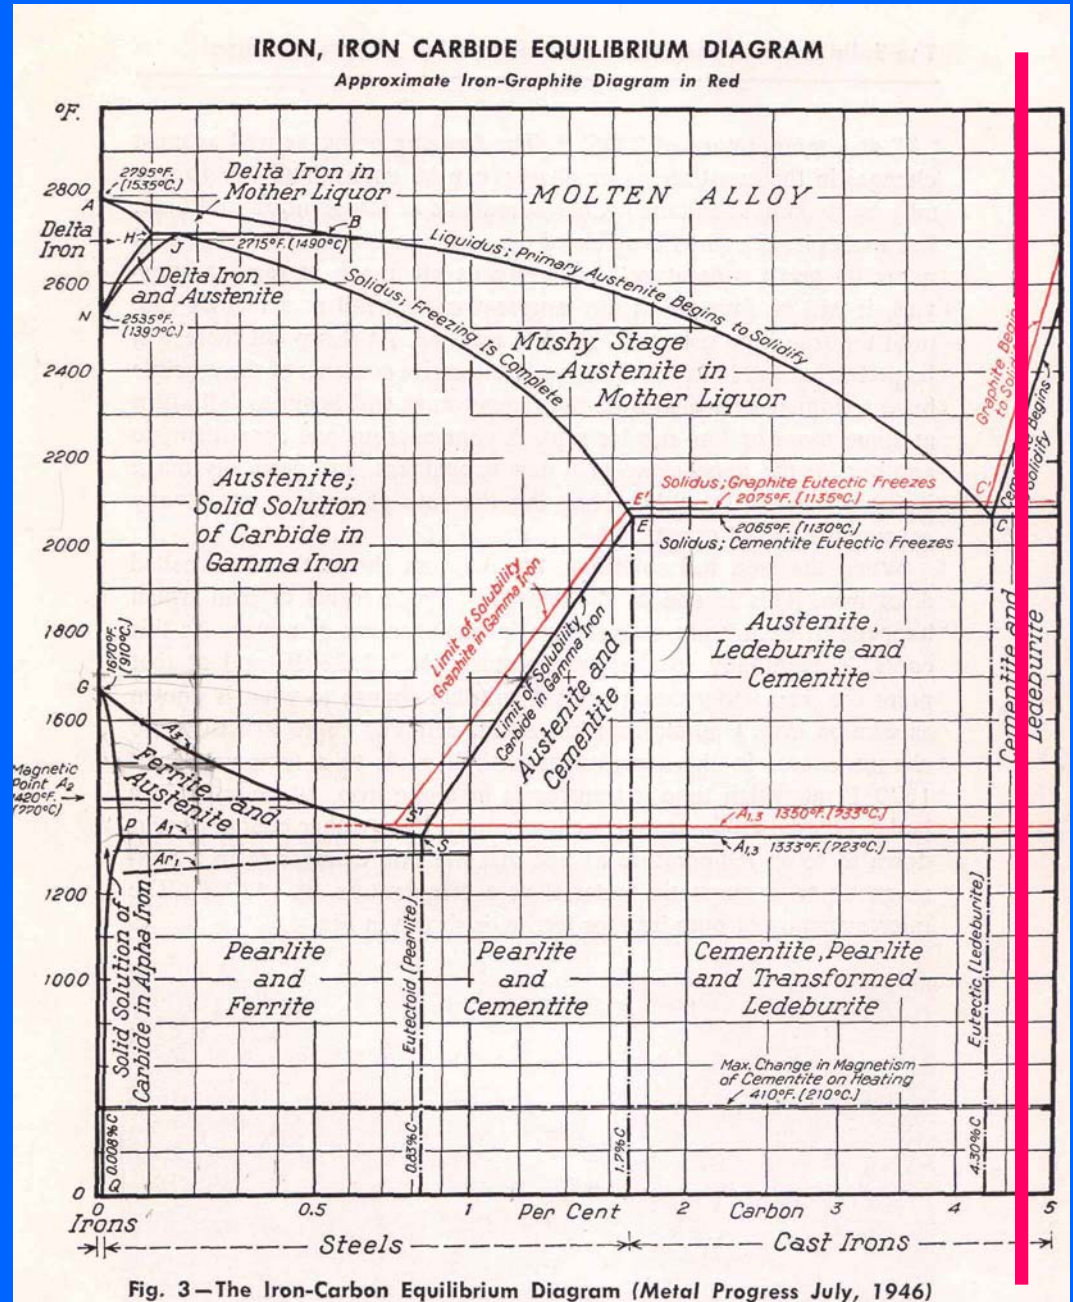 IRON, IRON CARBIDE EQUILIBRIUM DIAGRAM
Approximate Iron-Graphite Diagram in Red
°F.
2795°F.
(1535°C.)
Delta Iron in
Mother Liquor
MOLTEN ALLOY
2800
A
B
Delta
Iron
H
J
2715°F. (1490°C)
Liquidus; Primary Austenite Begins to Solidify
Solidus; Freezing Is Complete
Delta Iron
and Austenite
2600
N
2535°F.
(1390°C.)
Graphite Begin
to Solid
Begins
Solidify
Mushy Stage
Austenite in
Mother Liquor
2400
2200
Austenite;
Solid Solution
of Carbide in
Gamma Iron
Solidus; Graphite Eutectic Freezes
E'
2075°F. (1135°C.)
C'
E
2065°F. (1130°C.)
C
Solidus; Cementite Eutectic Freezes
2000
Limit of Solubility
Graphite in Gamma Iron
Limit of Solubility
Carbide in Gamma Iron
Austenite and
Cementite
Austenite,
Ledeburite and
Cementite
Cementite and
Ledeburite
1800
1670°F.
(910°C.)
G
1600
A3
Ferrite and
Austenite
Magnetic
Point A2
1420°F.
(770°C)
P
A1
Ar1
S'
S
A1,3 1350°F. (733°C.)
A1,3 1333°F. (723°C.)
1200
Solid Solution of
Carbide in Alpha Iron
Pearlite
and
Ferrite
Eutectoid (Pearlite)
Pearlite
and
Cementite
Cementite, Pearlite
and Transformed
Ledeburite
Eutectic (Ledeburite)
1000
Max. Change in Magnetism
of Cementite on Heating
410°F. (210°C.)
0.008%C
0.83%C
1.7%C
4.30%C
0
Q
0.5
1
Per Cent
2
Carbon
3
4
5
Irons
Steels
Cast Irons
Fig. 3—The Iron-Carbon Equilibrium Diagram (Metal Progress July, 1946)